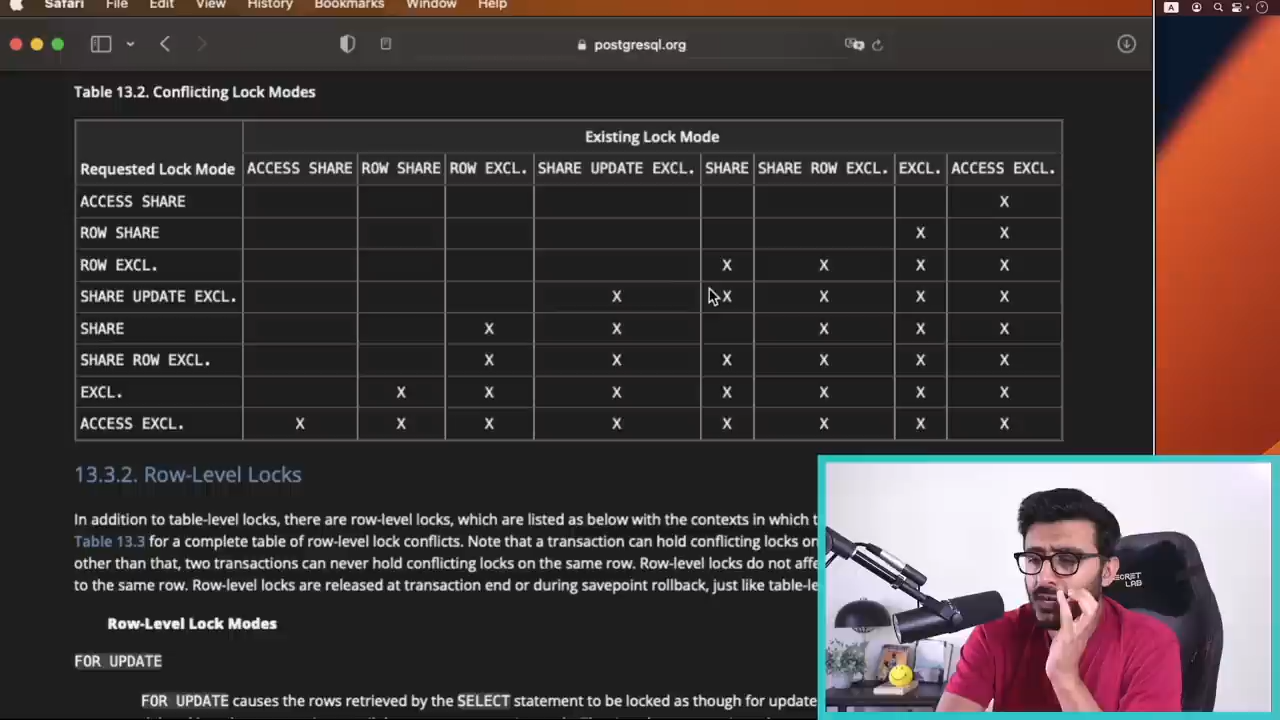 Safari File Edit View History Bookmarks Window Help
A
postgresql.org
Table 13.2. Conflicting Lock Modes
Existing Lock Mode
Requested Lock Mode ACCESS SHARE ROW SHARE ROW EXCL. SHARE UPDATE EXCL. SHARE SHARE ROW EXCL. EXCL. ACCESS EXCL.
ACCESS SHARE X
ROW SHARE X X
ROW EXCL. X X X X
SHARE UPDATE EXCL. X X X X X
SHARE X X X X X
SHARE ROW EXCL. X X X X X X
EXCL. X X X X X X X
ACCESS EXCL. X X X X X X X X
13.3.2. Row-Level Locks
In addition to table-level locks, there are row-level locks, which are listed as below with the contexts in which t
Table 13.3 for a complete table of row-level lock conflicts. Note that a transaction can hold conflicting locks on
other than that, two transactions can never hold conflicting locks on the same row. Row-level locks do not affe
to the same row. Row-level locks are released at transaction end or during savepoint rollback, just like table-le
Row-Level Lock Modes
FOR UPDATE
FOR UPDATE causes the rows retrieved by the SELECT statement to be locked as though for update
SECRET
LAB